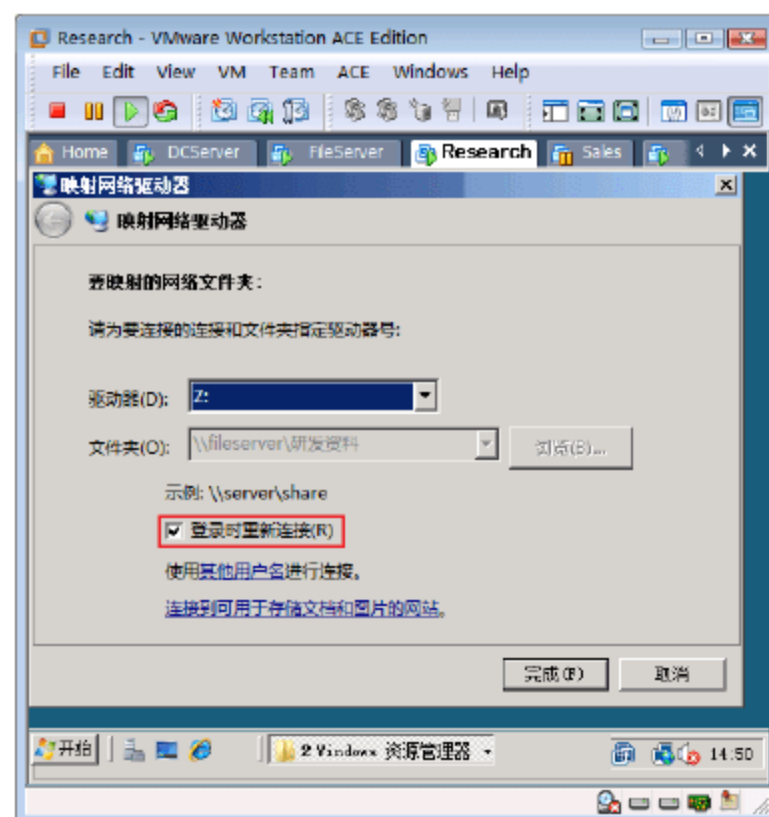 Research - VMware Workstation ACE Edition
File Edit View VM Team ACE Windows Help
Home DCServer FileServer Research Sales
映射网络驱动器
映射网络驱动器
要映射的网络文件夹:
请为要连接的连接和文件夹指定驱动器号:
驱动器(D): Z:
文件夹(O): \\fileserver\研发资料 浏览(B)...
示例: \\server\share
登录时重新连接(R)
使用其他用户名进行连接。
连接到可用于存储文档和图片的网站。
完成(F) 取消
开始 2 Windows 资源管理器 14:50